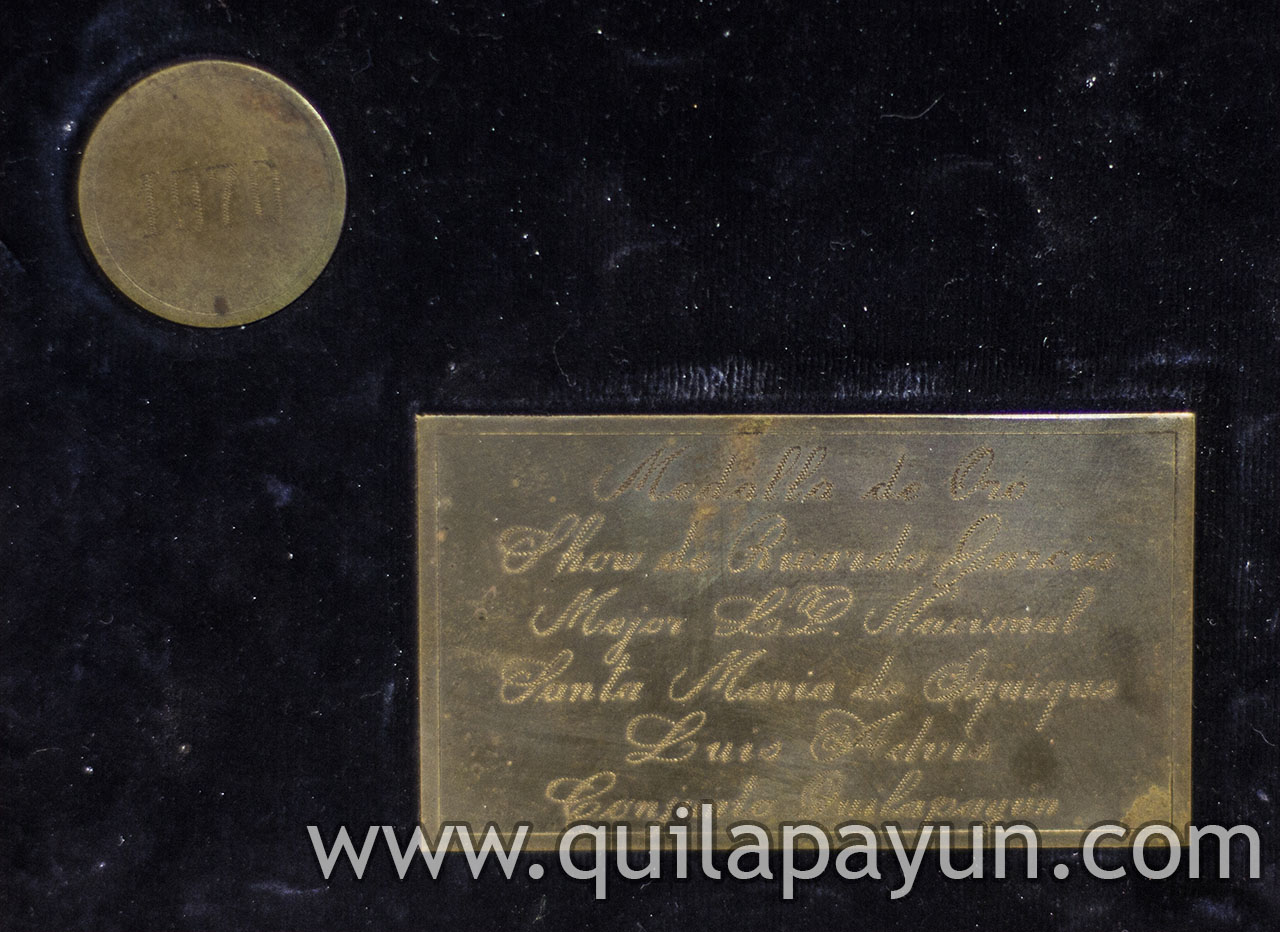 1970
Medalla de Oro
Show de Ricardo Garcia
Mejor L.P. Nacional
Santa Maria de Iquique
Luis Advis
Conjunto Quilapayún
www.quilapayun.com